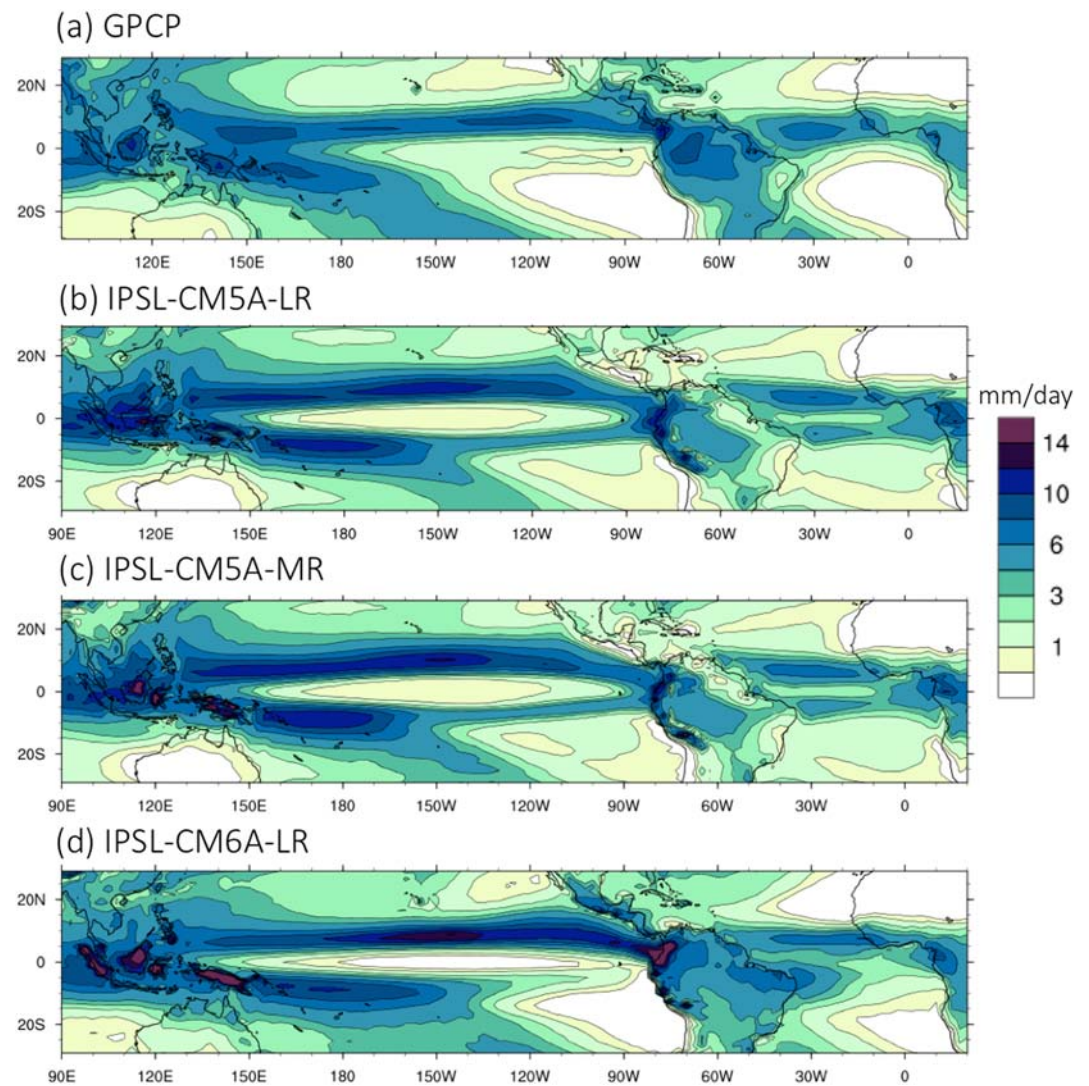 (a) GPCP
20N
0
20S
120E 150E 180 150W 120W 90W 60W 30W 0
(b) IPSL-CM5A-LR
20N
0
20S
90E 120E 150E 180 150W 120W 90W 60W 30W 0
mm/day
14
10
6
3
1
(c) IPSL-CM5A-MR
20N
0
20S
90E 120E 150E 180 150W 120W 90W 60W 30W 0
(d) IPSL-CM6A-LR
20N
0
20S
90E 120E 150E 180 150W 120W 90W 60W 30W 0